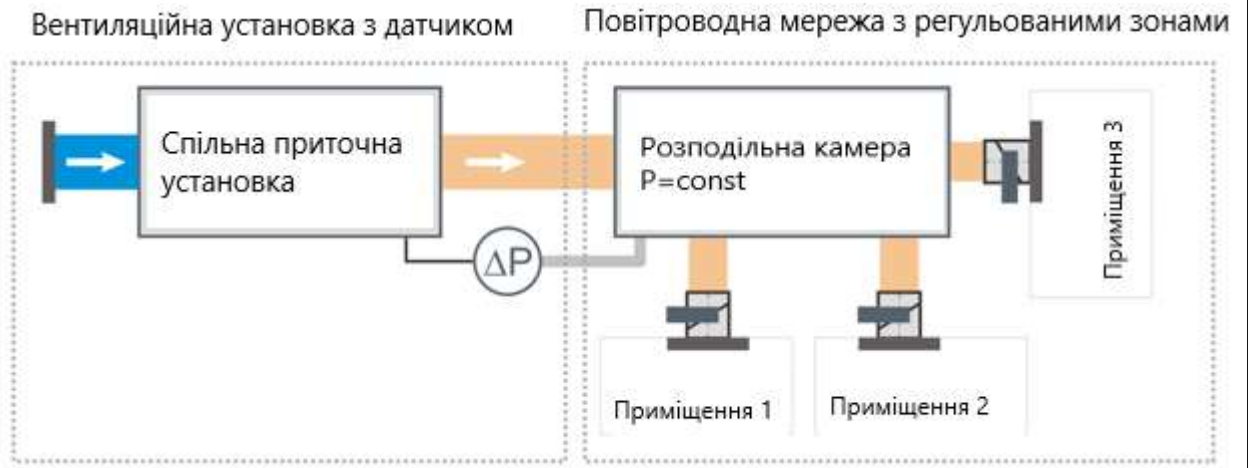 Вентиляційна установка з датчиком
Повітроводна мережа з регульованими зонами
Спільна приточна
установка
Розподільна камера
P=const
Приміщення 3
ΔP
Приміщення 1
Приміщення 2